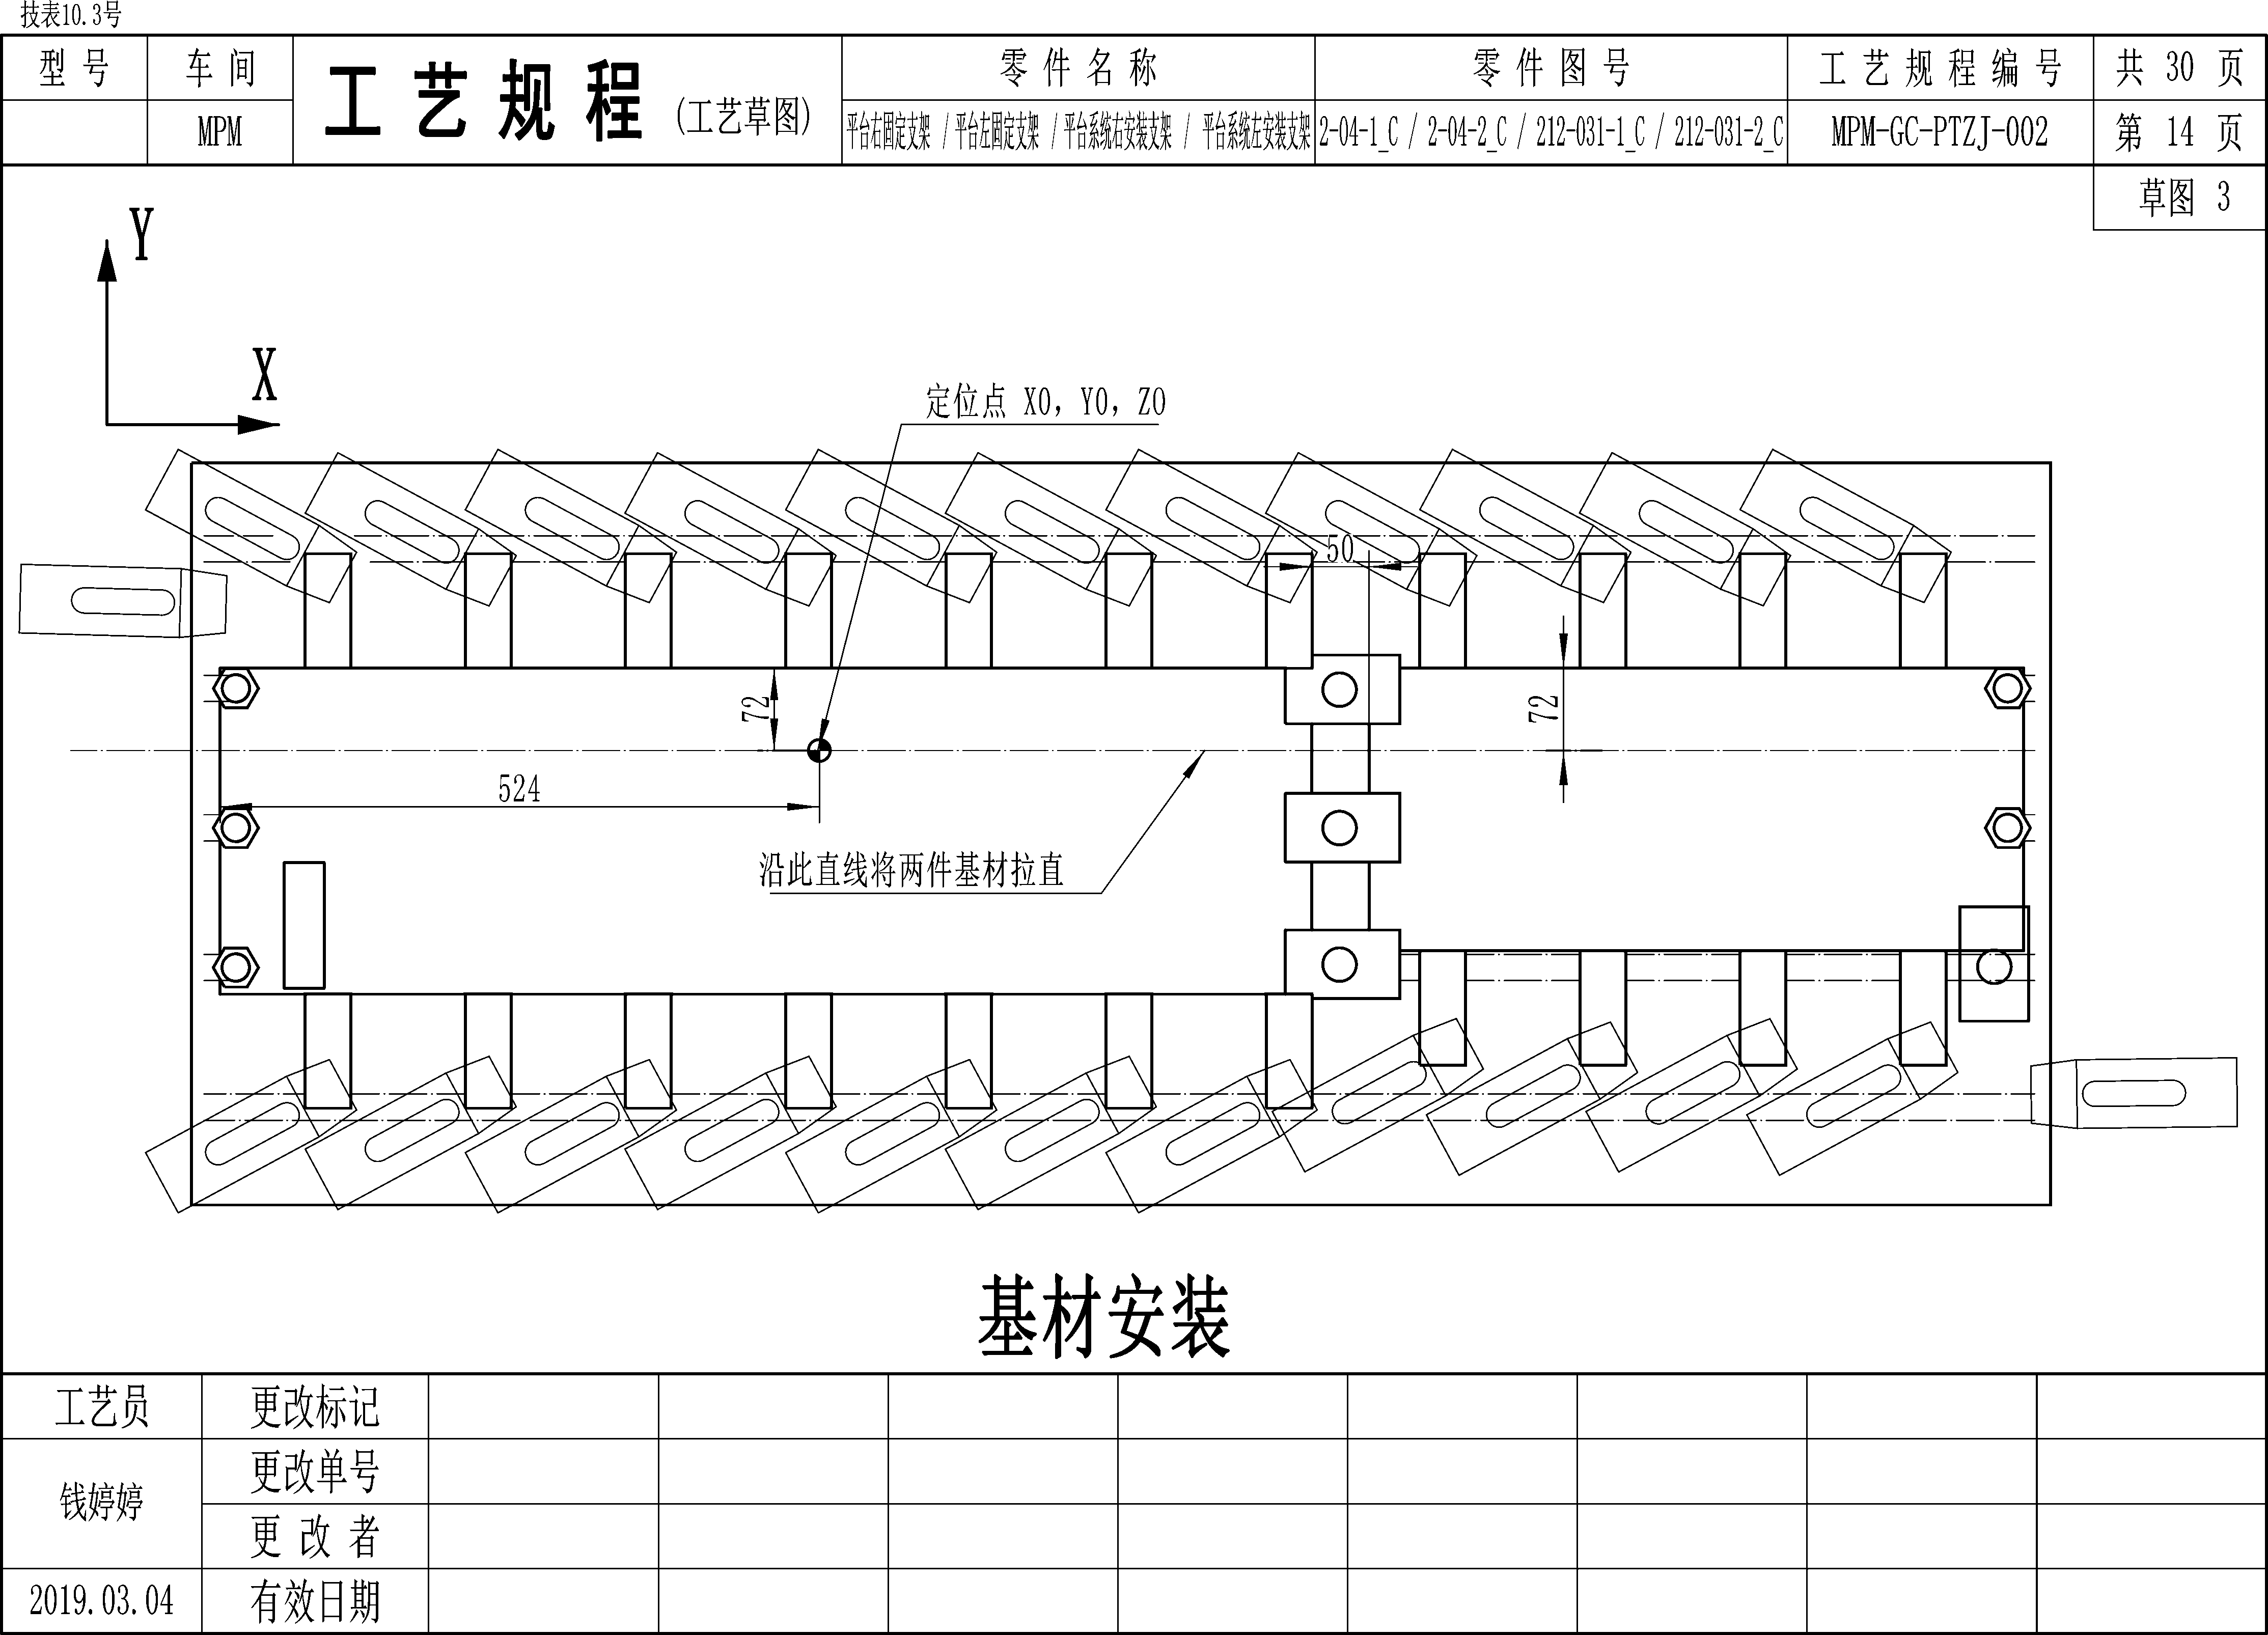 技表10.3号
型 号
车 间
工 艺 规 程 (工艺草图)
零 件 名 称
零 件 图 号
工 艺 规 程 编 号
共 30 页
MPM
平台右固定支架 / 平台左固定支架 / 平台系统右安装支架 / 平台系统左安装支架
2-04-1_C / 2-04-2_C / 212-031-1_C / 212-031-2_C
MPM-GC-PTZJ-002
第 14 页
草图 3
Y
X
定位点 X0, Y0, Z0
50
72
72
524
沿此直线将两件基材拉直
基材安装
工艺员
更改标记
钱婷婷
更改单号
更 改 者
2019.03.04
有效日期